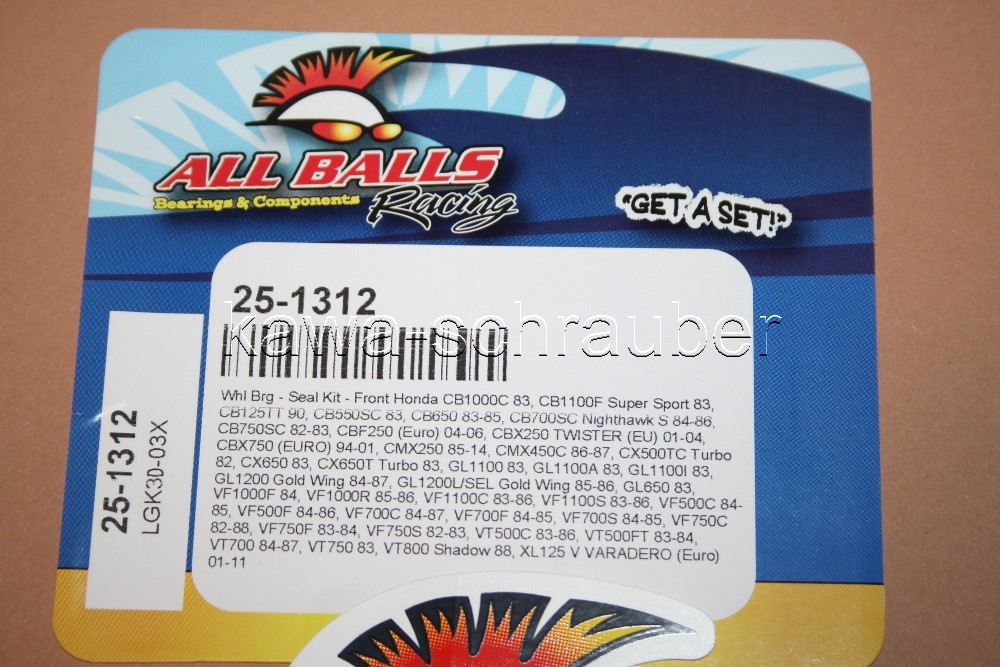 ALL BALLS
Bearings & Components
Racing
"GET A SET!"
25-1312
kawa-schrauber
Whl Brg - Seal Kit - Front Honda CB1000C 83, CB1100F Super Sport 83,
CB125TT 90, CB550SC 83, CB650 83-85, CB700SC Nighthawk S 84-86,
CB750SC 82-83, CBF250 (Euro) 04-06, CBX250 TWISTER (EU) 01-04,
CBX750 (EURO) 94-01, CMX250 85-14, CMX450C 86-87, CX500TC Turbo
82, CX650 83, CX650T Turbo 83, GL1100 83, GL1100A 83, GL1100I 83,
GL1200 Gold Wing 84-87, GL1200L/SEL Gold Wing 85-86, GL650 83,
VF1000F 84, VF1000R 85-86, VF1100C 83-86, VF1100S 83-86, VF500C 84-
85, VF500F 84-86, VF700C 84-87, VF700F 84-85, VF700S 84-85, VF750C
82-88, VF750F 83-84, VF750S 82-83, VT500C 83-86, VT500FT 83-84,
VT700 84-87, VT750 83, VT800 Shadow 88, XL125 V VARADERO (Euro)
01-11
25-1312
LGK30-03X